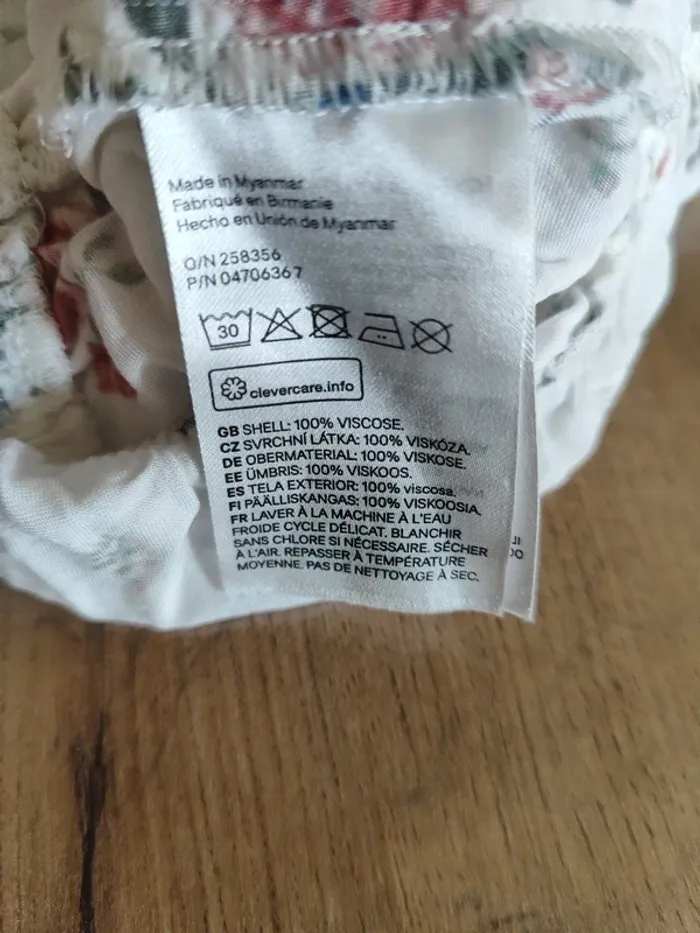 Made in Myanmar
Fabriqué en Birmanie
Hecho en Unión de Myanmar
O/N 258356
P/N 04706367
30
clevercare.info
GB SHELL: 100% VISCOSE.
CZ SVRCHNÍ LÁTKA: 100% VISKÓZA.
DE OBERMATERIAL: 100% VISKOSE.
EE ÜMBRIS: 100% VISKOOS.
ES TELA EXTERIOR: 100% viscosa.
FI PÄÄLLISKANGAS: 100% VISKOOSIA.
FR LAVER À LA MACHINE À L'EAU
FROIDE CYCLE DÉLICAT. BLANCHIR
SANS CHLORE SI NÉCESSAIRE. SÉCHER
À L'AIR. REPASSER À TEMPÉRATURE
MOYENNE. PAS DE NETTOYAGE À SEC.